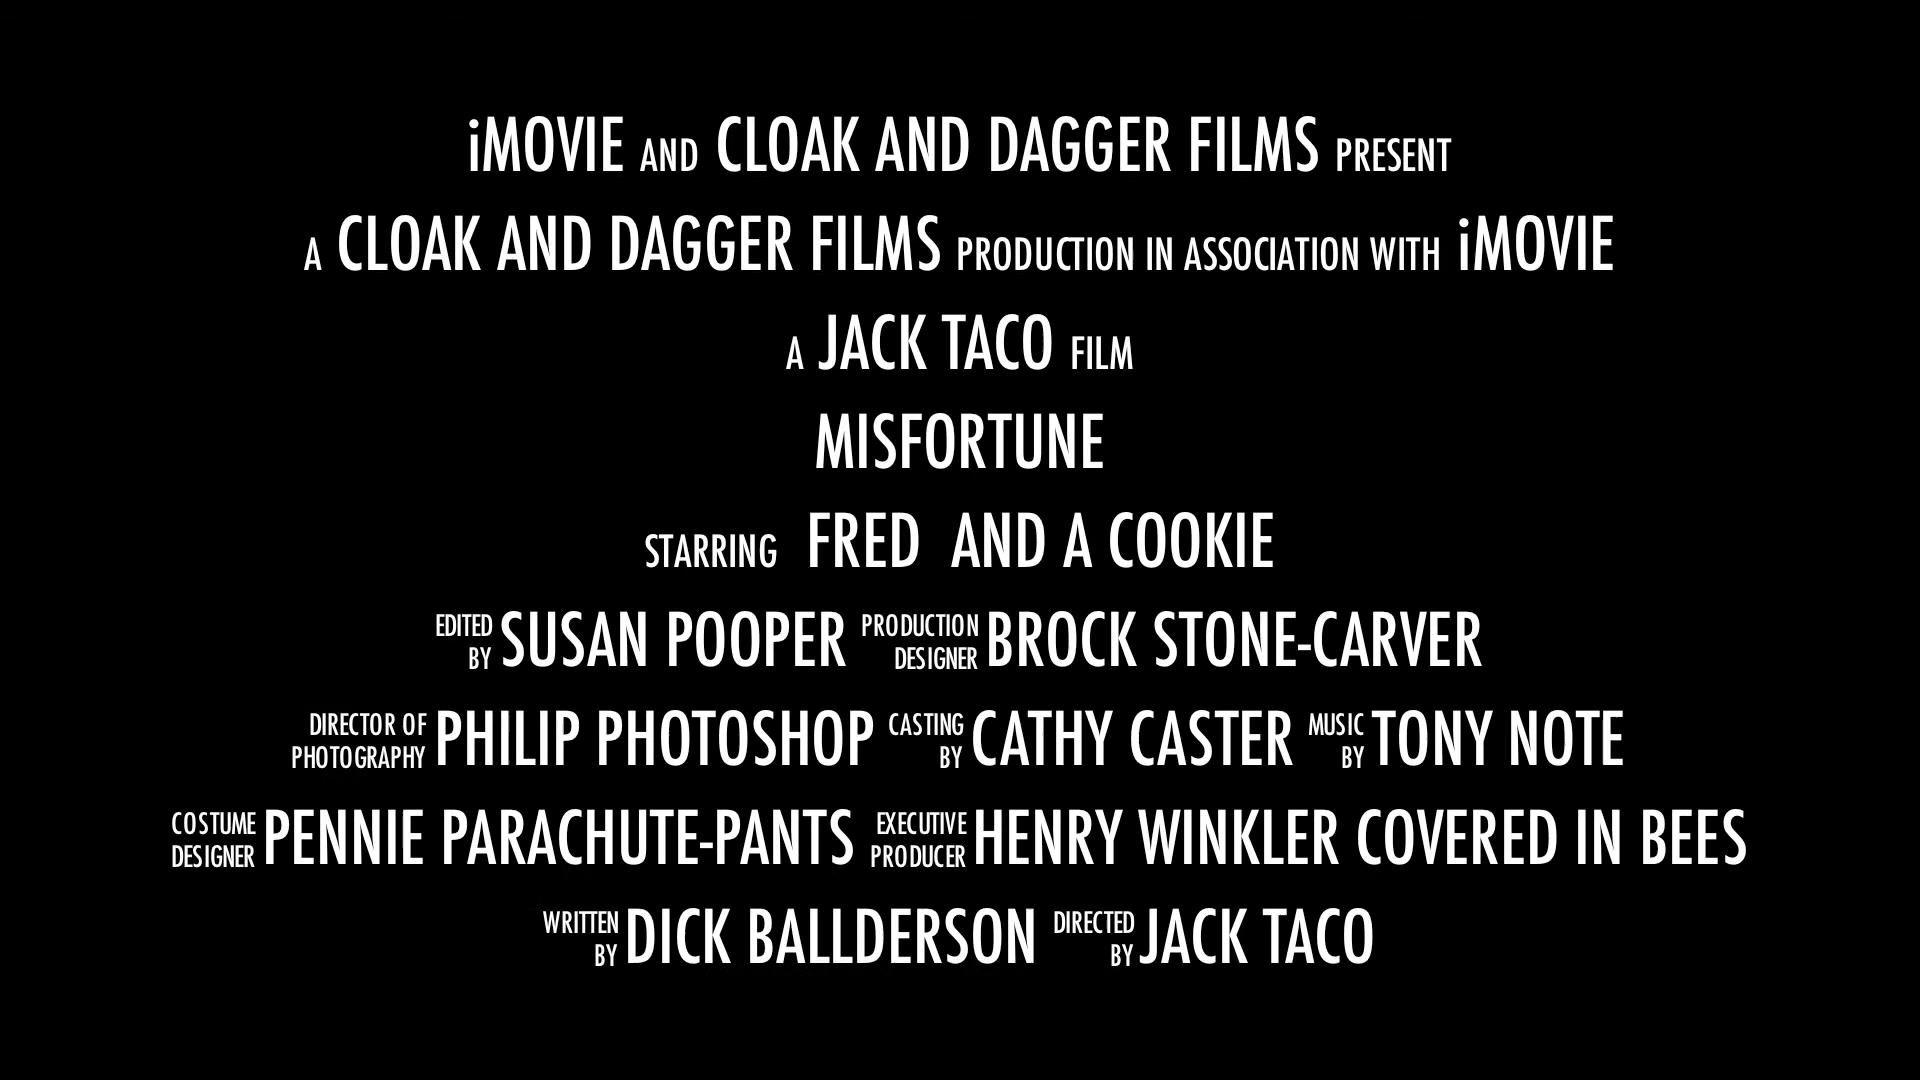 iMOVIE AND CLOAK AND DAGGER FILMS PRESENT
A CLOAK AND DAGGER FILMS PRODUCTION IN ASSOCIATION WITH iMOVIE
A JACK TACO FILM
MISFORTUNE
STARRING FRED AND A COOKIE
EDITED BY SUSAN POOPER PRODUCTION DESIGNER BROCK STONE-CARVER
DIRECTOR OF PHOTOGRAPHY PHILIP PHOTOSHOP CASTING BY CATHY CASTER MUSIC BY TONY NOTE
COSTUME DESIGNER PENNIE PARACHUTE-PANTS EXECUTIVE PRODUCER HENRY WINKLER COVERED IN BEES
WRITTEN BY DICK BALLDERSON DIRECTED BY JACK TACO